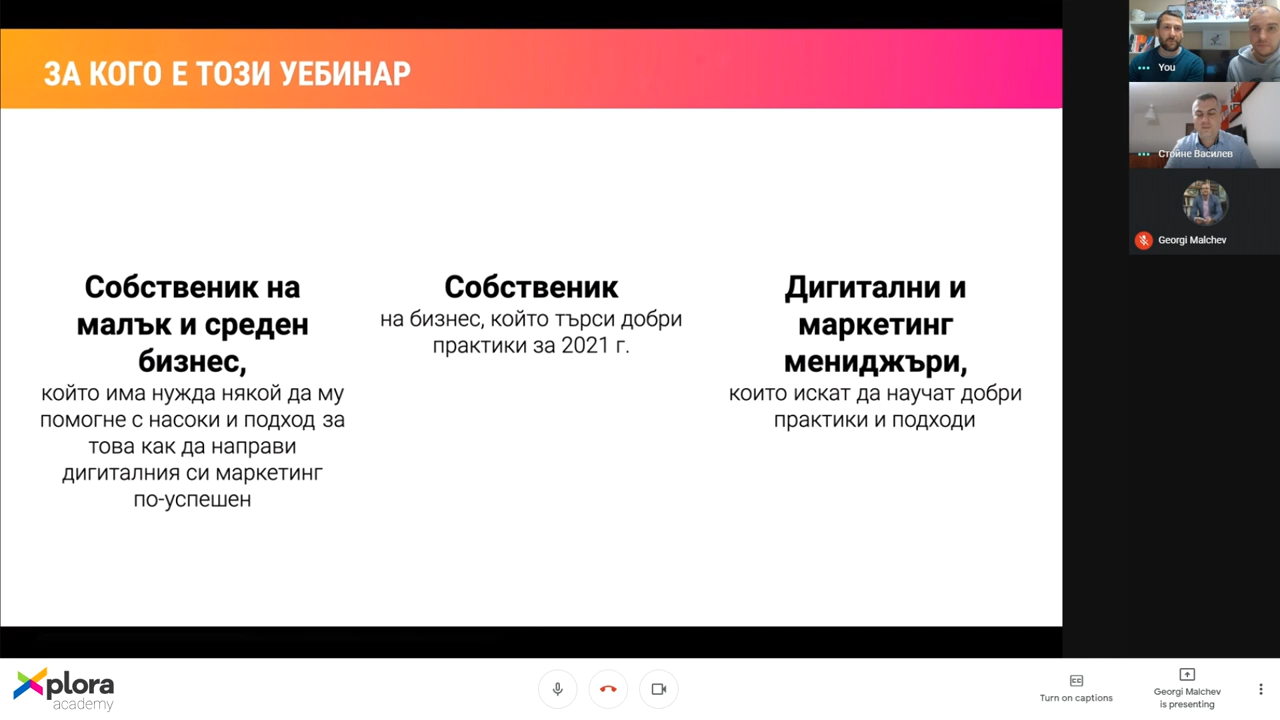 ЗА КОГО Е ТОЗИ УЕБИНАР
Собственик на
малък и среден
бизнес,
който има нужда някой да му
помогне с насоки и подход за
това как да направи
дигиталния си маркетинг
по-успешен
Собственик
на бизнес, който търси добри
практики за 2021 г.
Дигитални и
маркетинг
мениджъри,
които искат да научат добри
практики и подходи
You
Стойне Василев
Georgi Malchev
Xplora
academy
Turn on captions
Georgi Malchev
is presenting